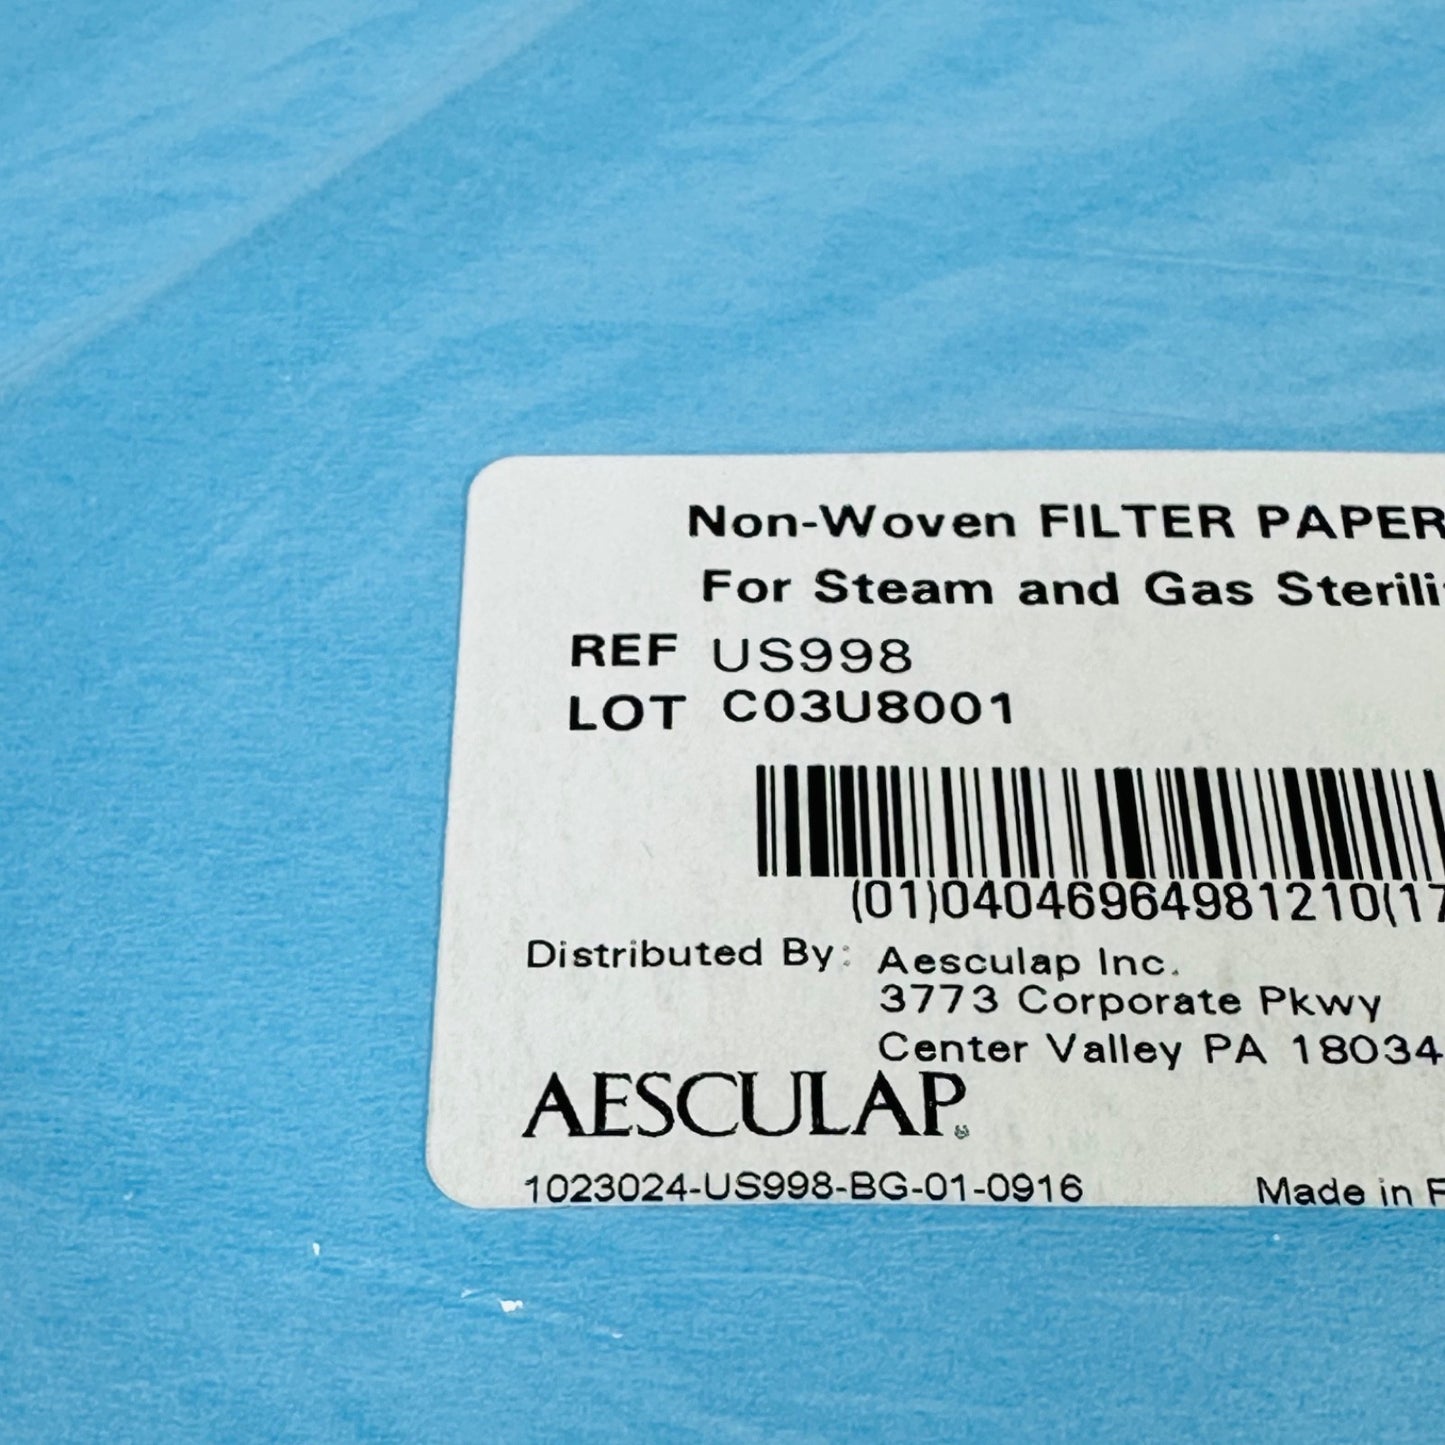 Non-Woven FILTER PAPER
For Steam and Gas
REF US998
LOT C03U8001
(01)04046964981210(17
Distributed By: Aesculap Inc.
3773 Corporate Pkwy
Center Valley PA 18034
AESCULAP®
1023024-US998-BG-01-0916
Made in